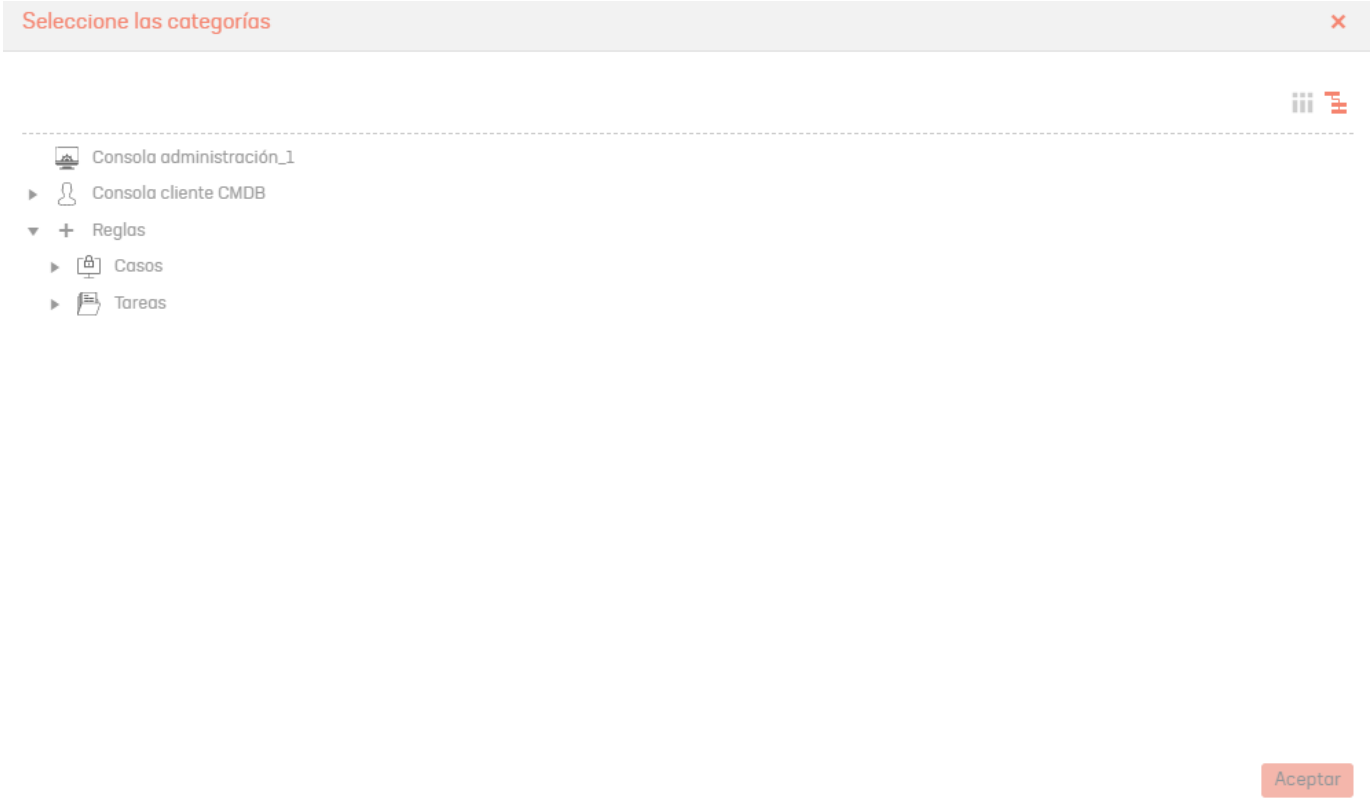 Seleccione las categorías
Consola administración_1
Consola cliente CMDB
Reglas
Casos
Tareas
Aceptar